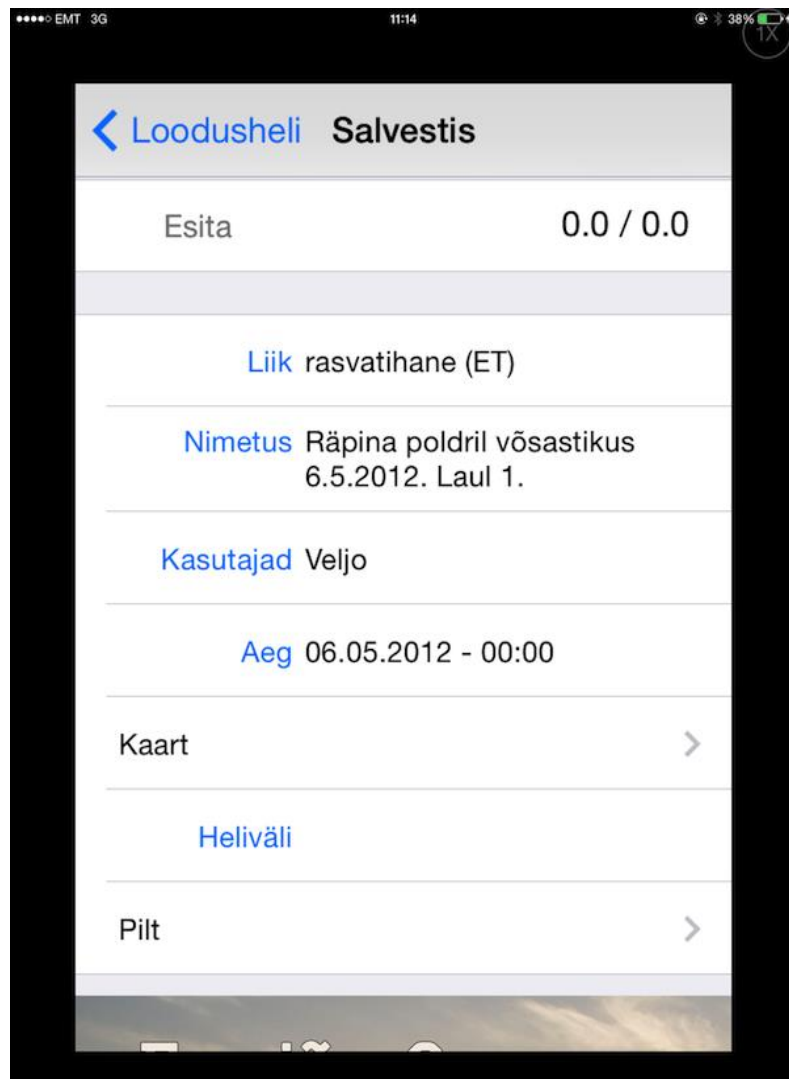 EMT 3G 11:14 38%
1X
Loodusheli Salvestis
Esita 0.0 / 0.0
Liik rasvatihane (ET)
Nimetus Räpina poldril võsastikus
6.5.2012. Laul 1.
Kasutajad Veljo
Aeg 06.05.2012 - 00:00
Kaart
Heliväli
Pilt